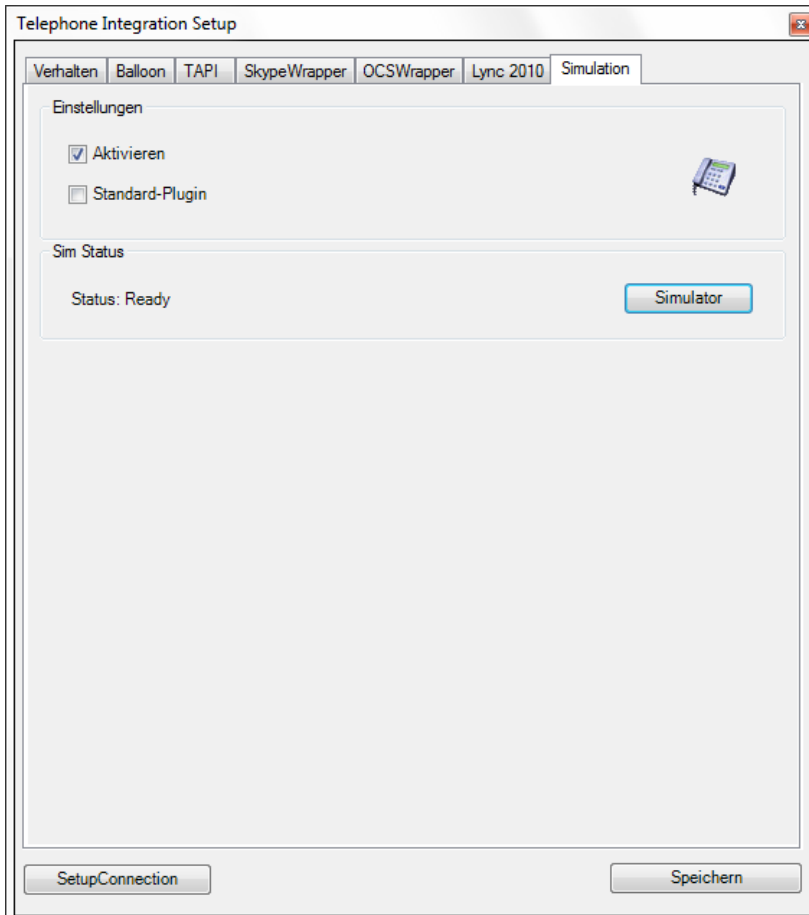 Telephone Integration Setup
Verhalten Balloon TAPI SkypeWrapper OCSWrapper Lync 2010 Simulation
Einstellungen
Aktivieren
Standard-Plugin
Sim Status
Status: Ready Simulator
SetupConnection Speichern